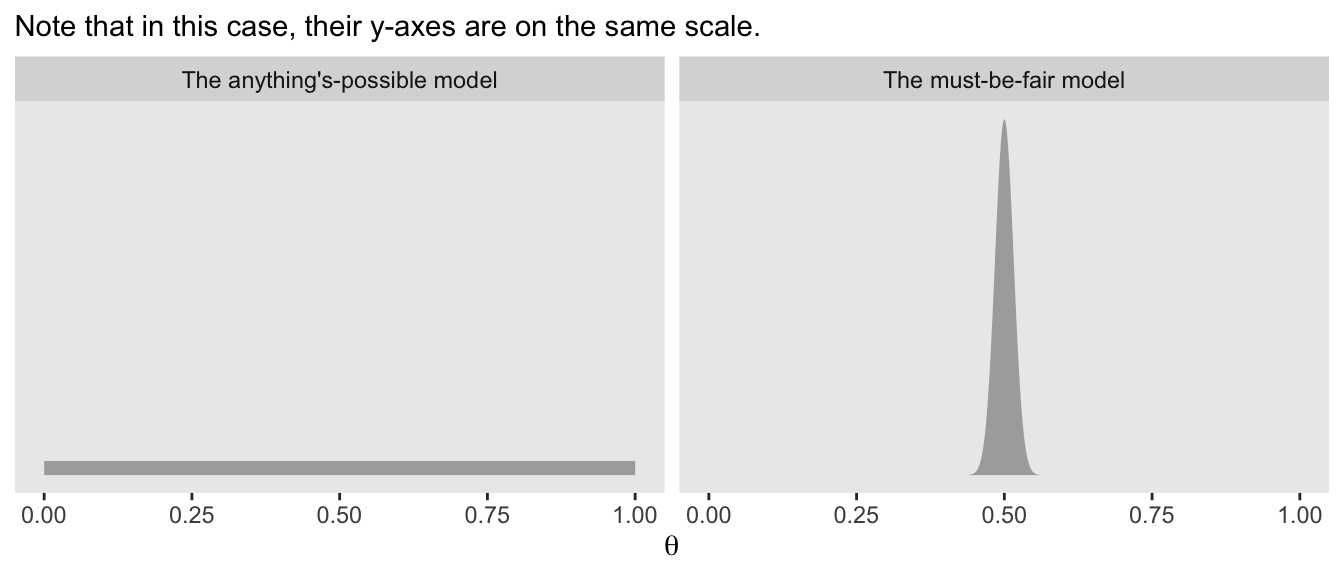 Note that in this case, their y-axes are on the same scale.
The anything's-possible model
The must-be-fair model
0.00 0.25 0.50 0.75 1.00 0.00 0.25 0.50 0.75 1.00
θ